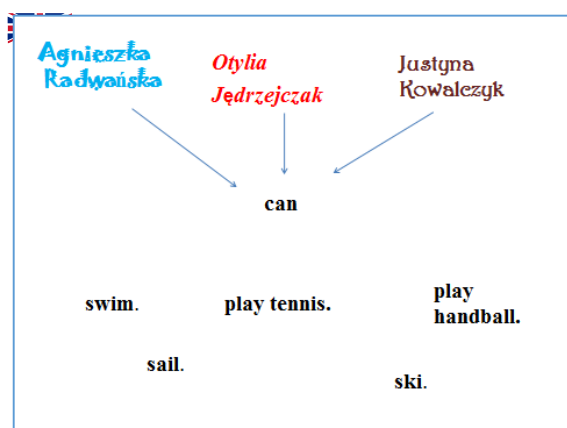 Agnieszka
Radwańska
Otylia
Jędrzejczak
Justyna
Kowalczyk
can
swim.
play tennis.
play
handball.
sail.
ski.